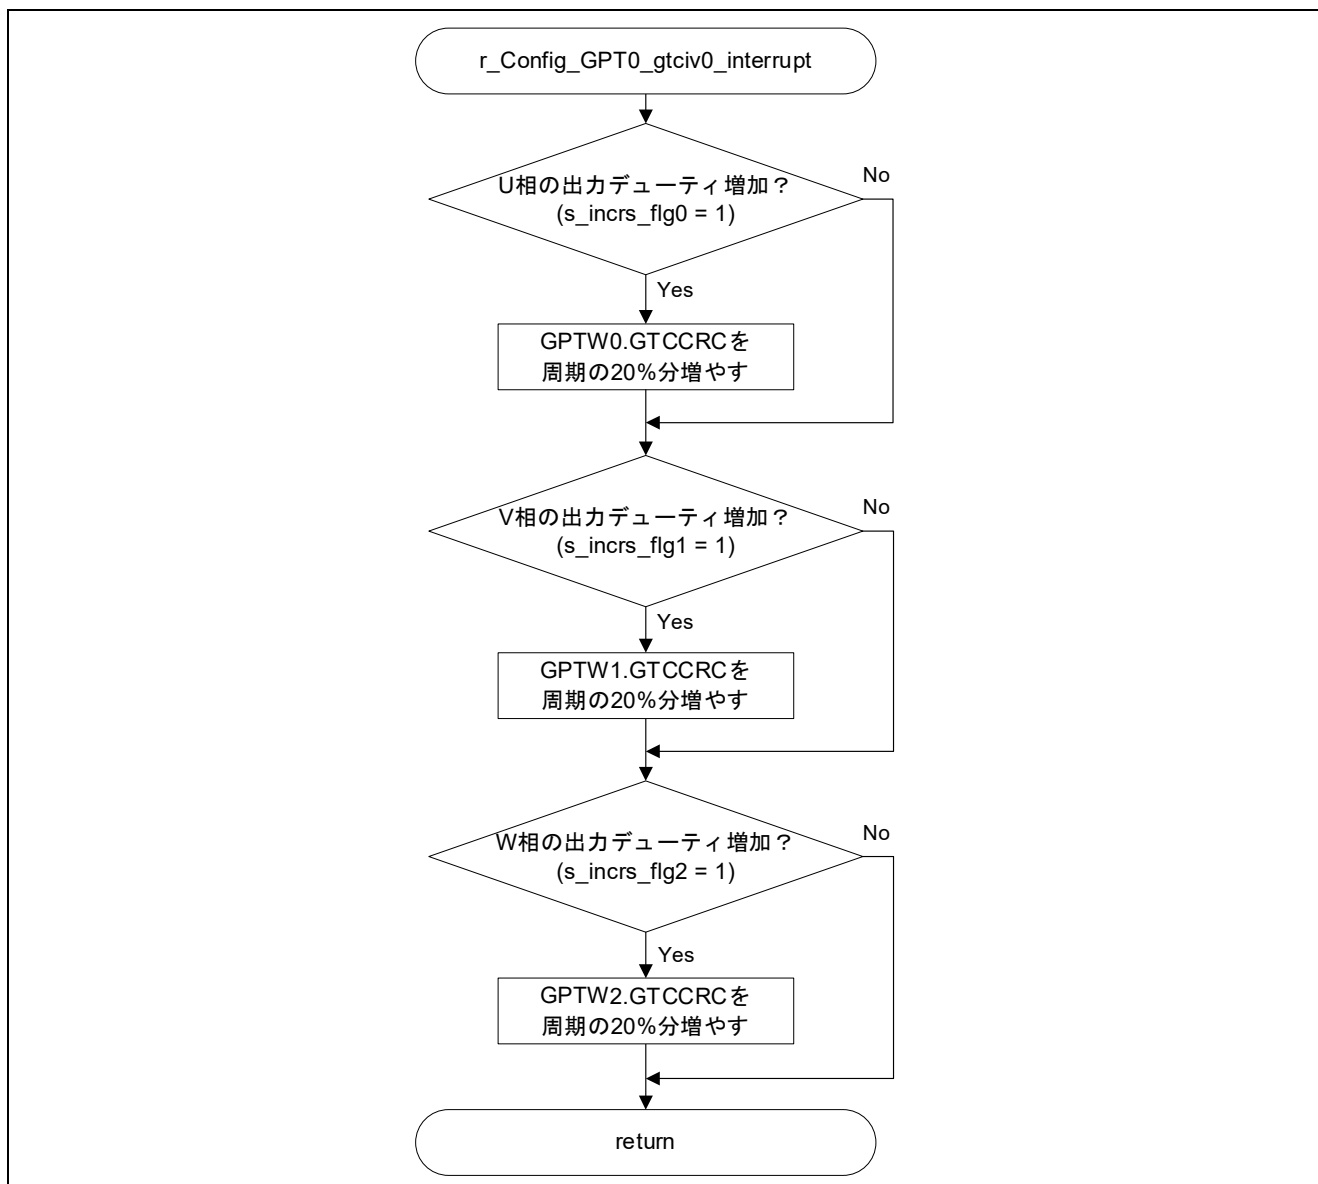 r_Config_GPT0_gtciv0_interrupt
U相の出力デューティ増加？
(s_incrs_flg0 = 1)
No
Yes
GPTW0.GTCCRCを
周期の20%分増やす
V相の出力デューティ増加？
(s_incrs_flg1 = 1)
No
Yes
GPTW1.GTCCRCを
周期の20%分増やす
W相の出力デューティ増加？
(s_incrs_flg2 = 1)
No
Yes
GPTW2.GTCCRCを
周期の20%分増やす
return